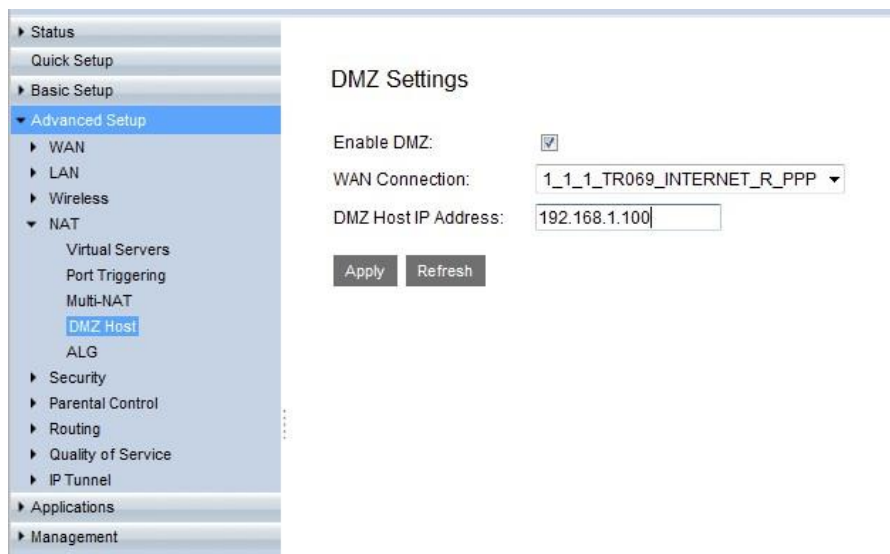 Status
Quick Setup
Basic Setup
Advanced Setup
WAN
LAN
Wireless
NAT
Virtual Servers
Port Triggering
Multi-NAT
DMZ Host
ALG
Security
Parental Control
Routing
Quality of Service
IP Tunnel
Applications
Management
DMZ Settings
Enable DMZ:
WAN Connection: 1_1_1_TR069_INTERNET_R_PPP
DMZ Host IP Address: 192.168.1.100
Apply Refresh